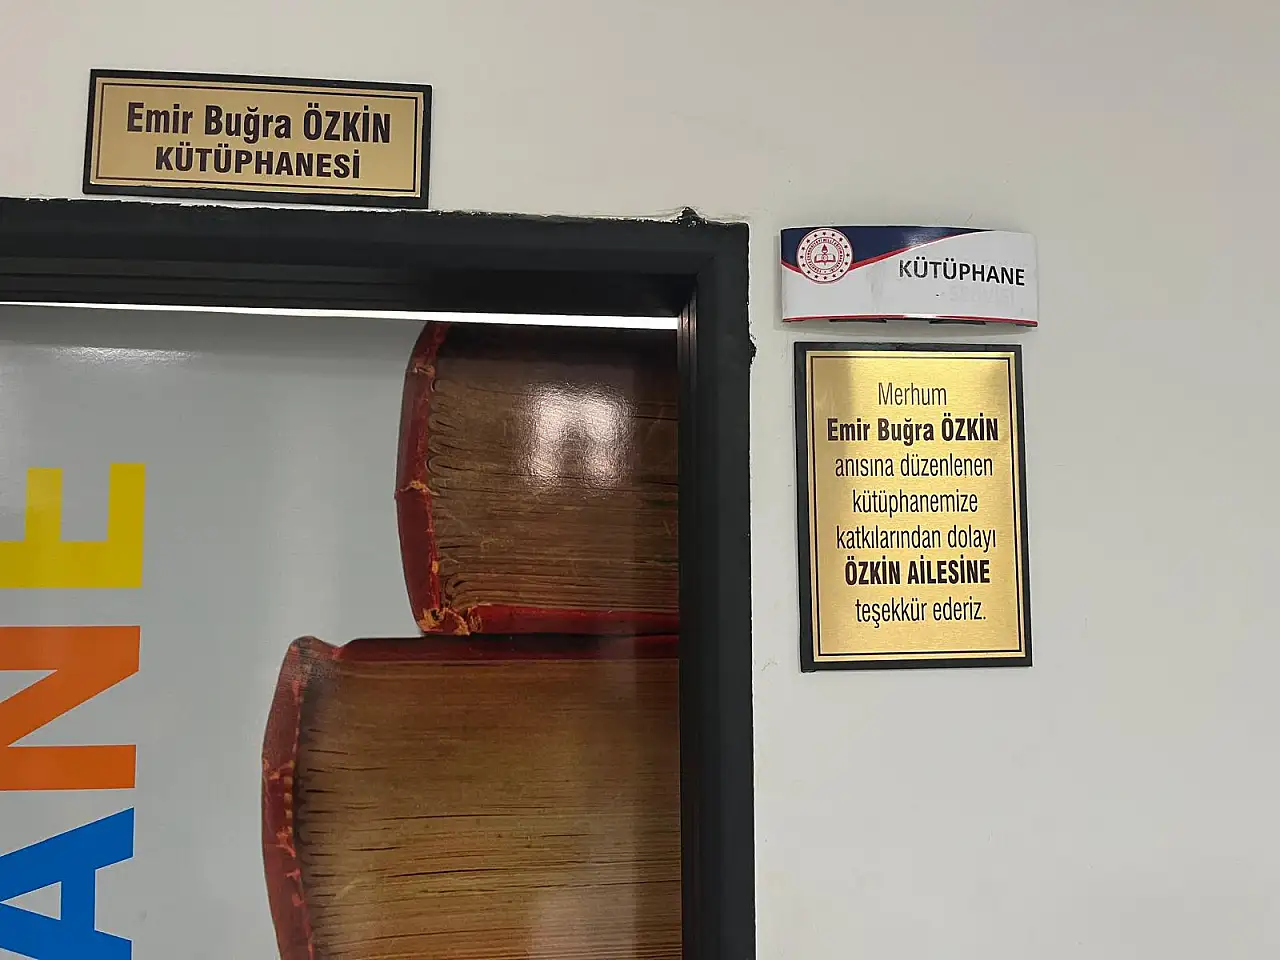 Emir Buğra ÖZKİN
KÜTÜPHANESİ
KÜTÜPHANE
Merhum
Emir Buğra ÖZKİN
anısına düzenlenen
kütüphanemize
katkılarından dolayı
ÖZKİN AİLESİNE
teşekkür ederiz.
ANE